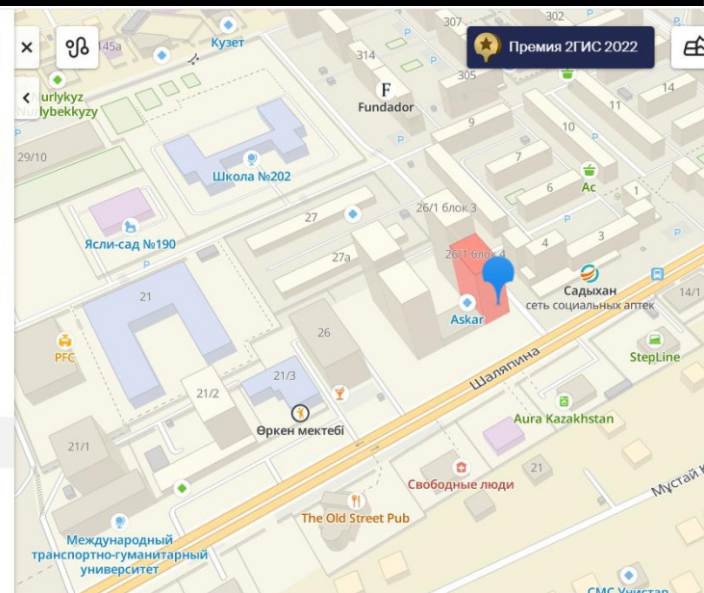 307
302
145а
Кузет
Премия 2ГИС 2022
314
F
Fundador
305
14
urlykyz
lybekkyzy
P
11
9
10
29/10
7
Школа №202
Ас
6
1
26/1 блок 3
27
Ясли-сад №190
P
4
3
27а
26/1 блок 4
21
Садыхан
сеть социальных аптек
14/1
Askar
26
PFC
Шаляпина
StepLine
21/3
21/2
Өркен мектебі
Aura Kazakhstan
21/1
21
Свободные люди
Мұстай К
The Old Street Pub
Международный
транспортно-гуманитарный
университет
СМС Унистар